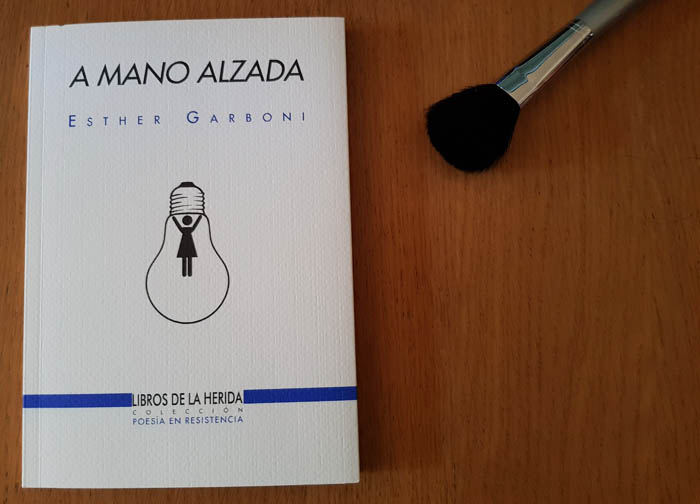 A MANO ALZADA
ESTHER GARBONI
LIBROS DE LA HERIDA
COLECCIÓN
POESÍA EN RESISTENCIA